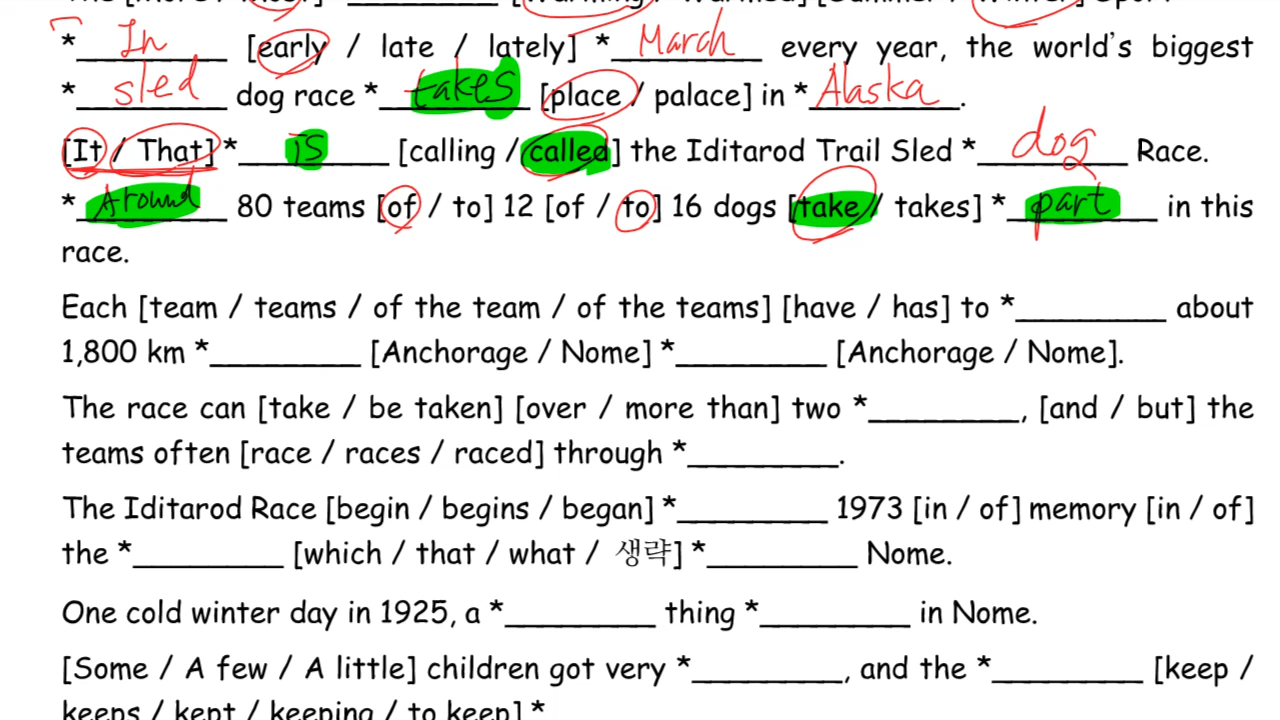 * In [early / late / lately] * March every year, the world's biggest
* sled dog race * takes [place / palace] in * Alaska.
[It / That] * is [calling / called] the Iditarod Trail Sled * dog Race.
* Around 80 teams [of / to] 12 [of / to] 16 dogs [take / takes] * part in this
race.
Each [team / teams / of the team / of the teams] [have / has] to *_________ about
1,800 km *_________ [Anchorage / Nome] *_________ [Anchorage / Nome].
The race can [take / be taken] [over / more than] two *_________, [and / but] the
teams often [race / races / raced] through *_________.
The Iditarod Race [begin / begins / began] *_________ 1973 [in / of] memory [in / of]
the *_________ [which / that / what / 생략] *_________ Nome.
One cold winter day in 1925, a *_________ thing *_________ in Nome.
[Some / A few / A little] children got very *_________, and the *_________ [keep /
keeps / kept / keeping / to keep] *